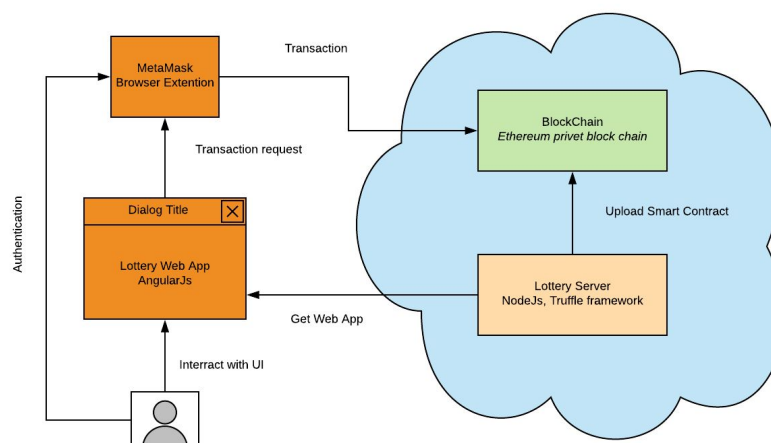 Transaction
MetaMask
Browser Extention
BlockChain
Ethereum privet block chain
Transaction request
Authentication
Dialog Title
Upload Smart Contract
Lottery Web App
AngularJs
Lottery Server
NodeJs, Truffle framework
Get Web App
Interract with UI